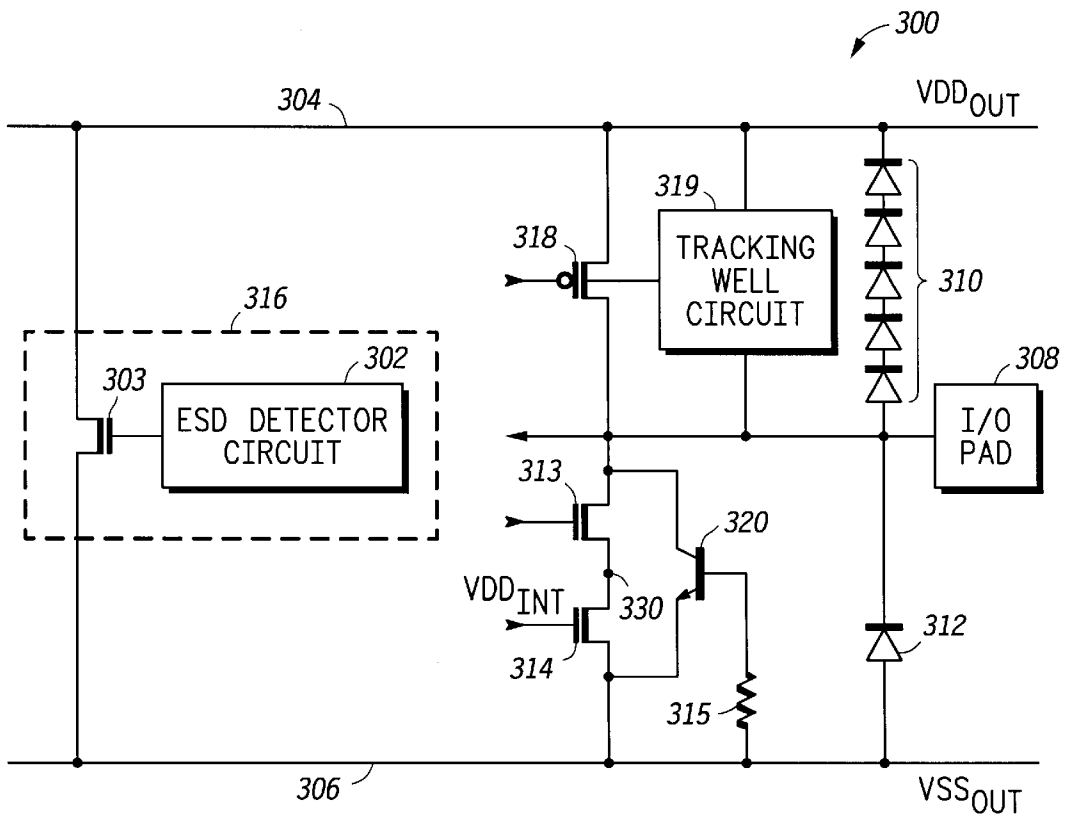 300
304
VDD_OUT
319
318
TRACKING
WELL
CIRCUIT
310
316
303
302
ESD DETECTOR
CIRCUIT
308
I/O
PAD
313
320
VDD_INT
330
314
312
315
306
VSS_OUT